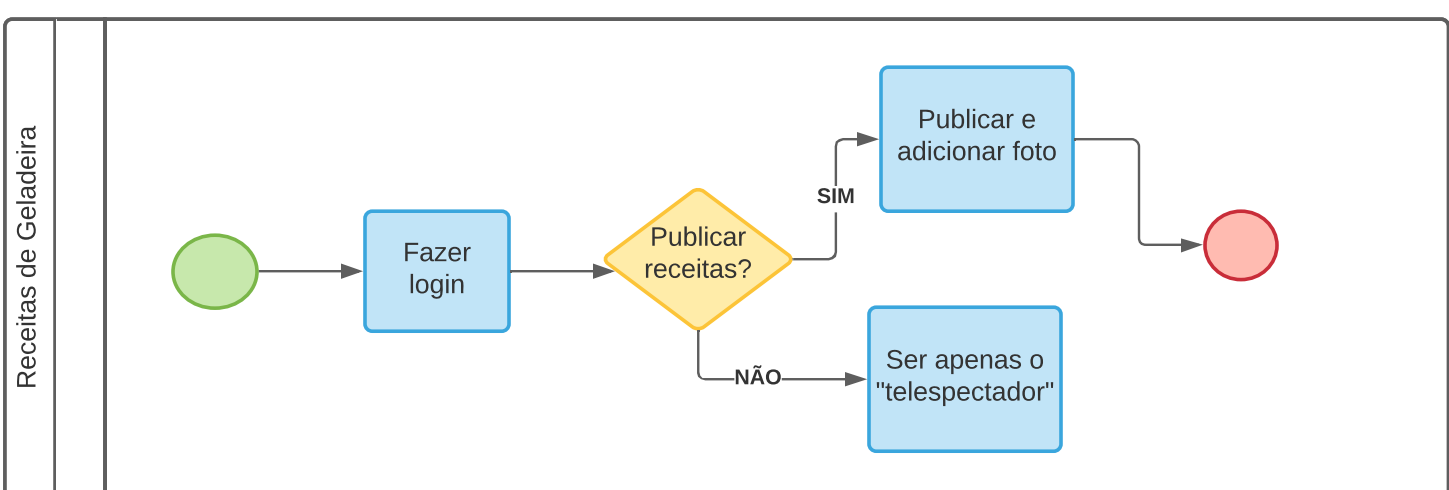 Receitas de Geladeira
Fazer
login
Publicar
receitas?
SIM
Publicar e
adicionar foto
NÃO
Ser apenas o
"telespectador"